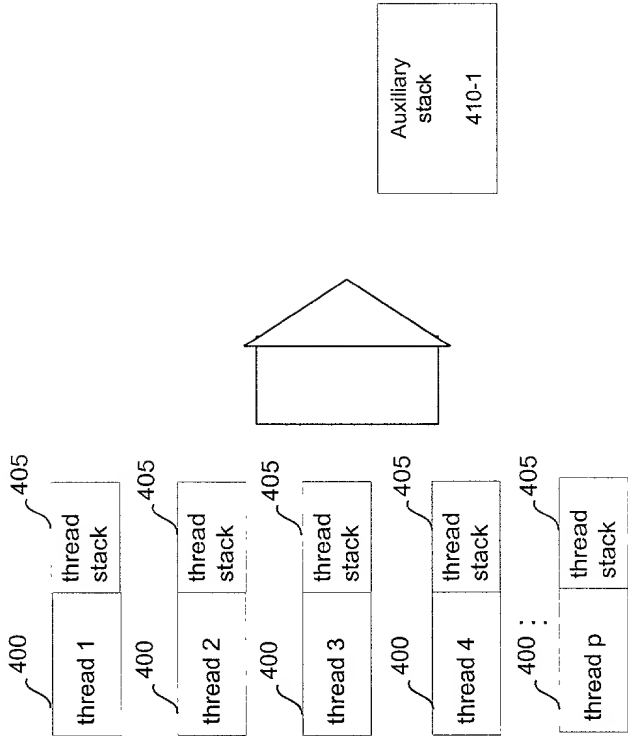 400
405
thread 1
thread
stack
400
405
thread 2
thread
stack
400
405
thread 3
thread
stack
400
405
thread 4
thread
stack
400
405
thread p
thread
stack
Auxiliary
stack
410-1